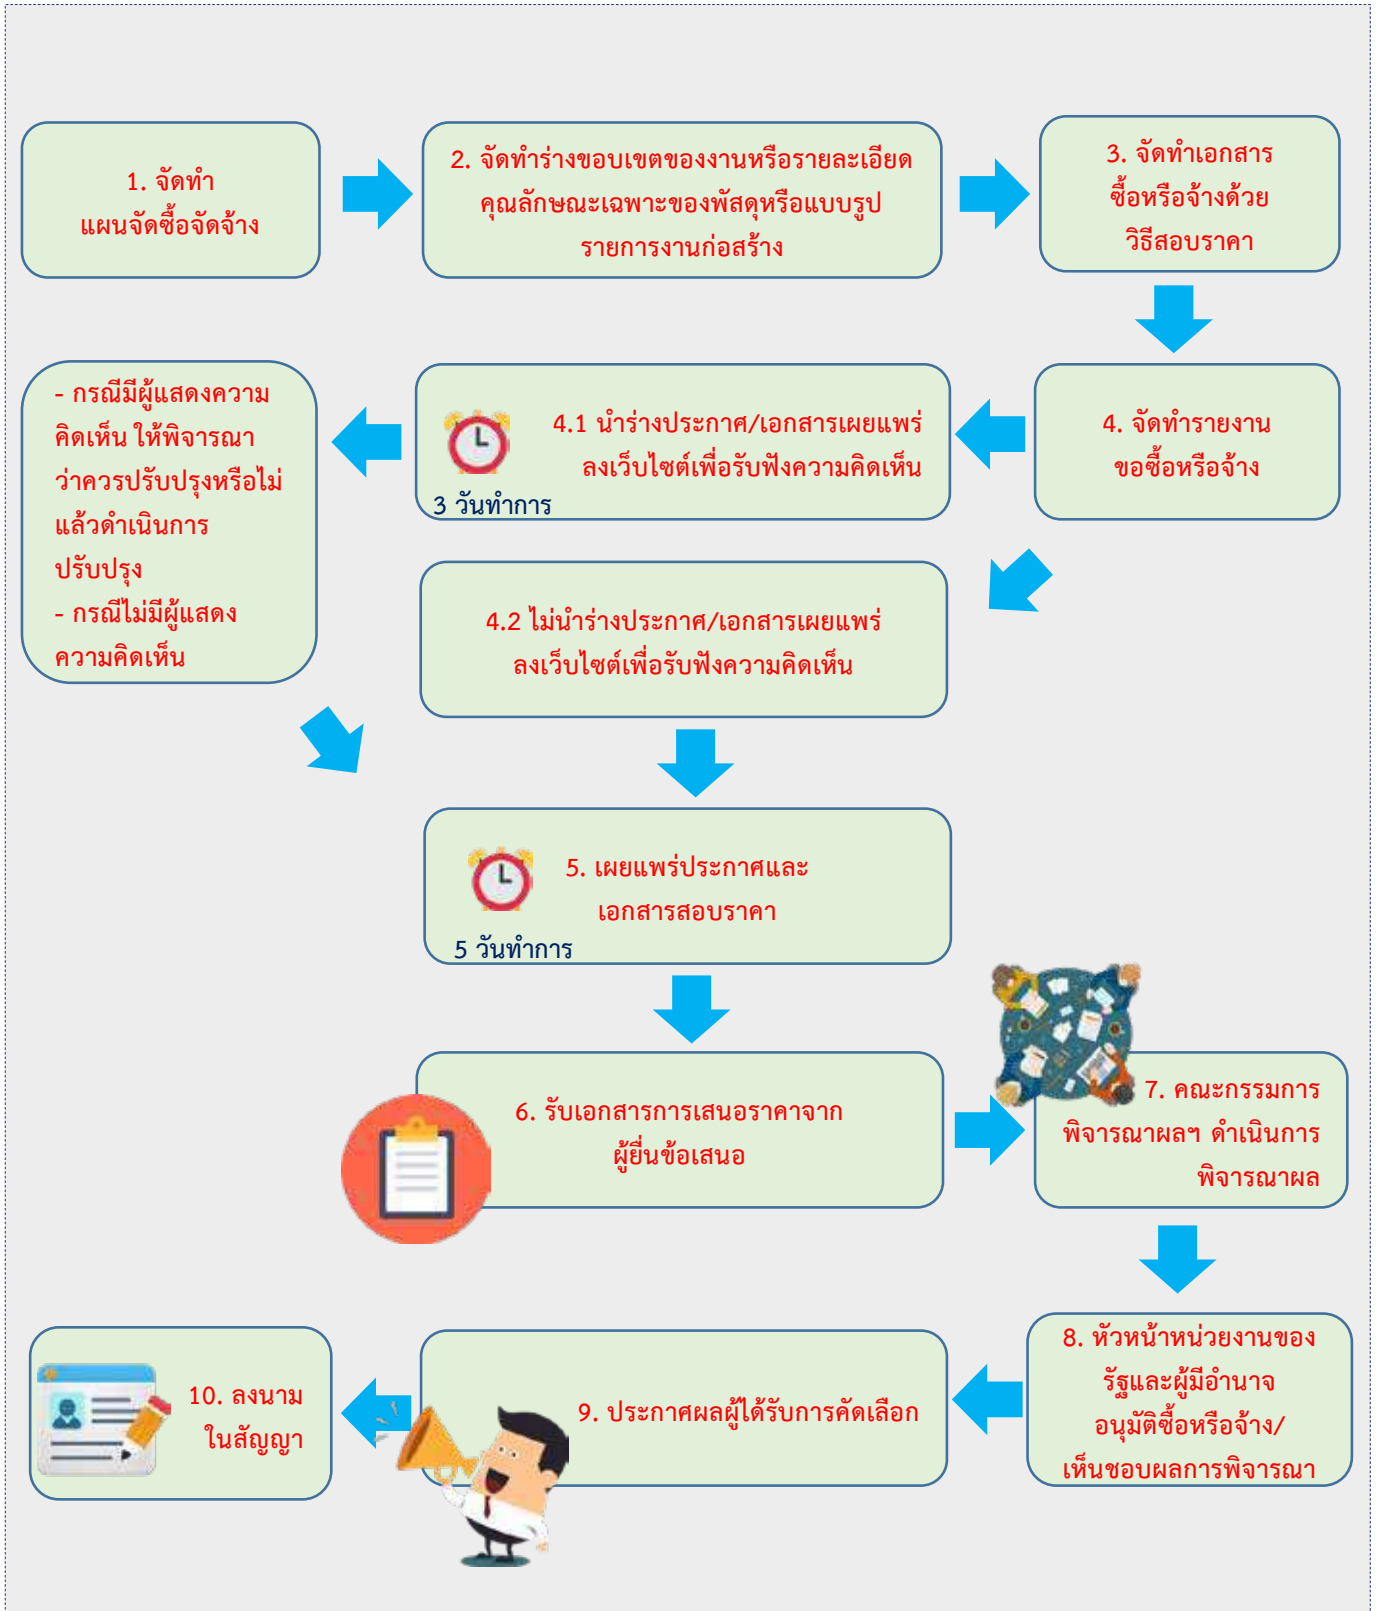 1. จัดทำ
แผนจัดซื้อจัดจ้าง
2. จัดทำร่างขอบเขตของงานหรือรายละเอียด
คุณลักษณะเฉพาะของพัสดุหรือแบบรูป
รายการงานก่อสร้าง
3. จัดทำเอกสาร
ซื้อหรือจ้างด้วย
วิธีสอบราคา
4. จัดทำรายงาน
ขอซื้อหรือจ้าง
4.1 นำร่างประกาศ/เอกสารเผยแพร่
ลงเว็บไซต์เพื่อรับฟังความคิดเห็น
3 วันทำการ
- กรณีมีผู้แสดงความ
คิดเห็น ให้พิจารณา
ว่าควรปรับปรุงหรือไม่
แล้วดำเนินการ
ปรับปรุง
- กรณีไม่มีผู้แสดง
ความคิดเห็น
4.2 ไม่นำร่างประกาศ/เอกสารเผยแพร่
ลงเว็บไซต์เพื่อรับฟังความคิดเห็น
5. เผยแพร่ประกาศและ
เอกสารสอบราคา
5 วันทำการ
6. รับเอกสารการเสนอราคาจาก
ผู้ยื่นข้อเสนอ
7. คณะกรรมการ
พิจารณาผลฯ ดำเนินการ
พิจารณาผล
8. หัวหน้าหน่วยงานของ
รัฐและผู้มีอำนาจ
อนุมัติซื้อหรือจ้าง/
เห็นชอบผลการพิจารณา
9. ประกาศผลผู้ได้รับการคัดเลือก
10. ลงนาม
ในสัญญา